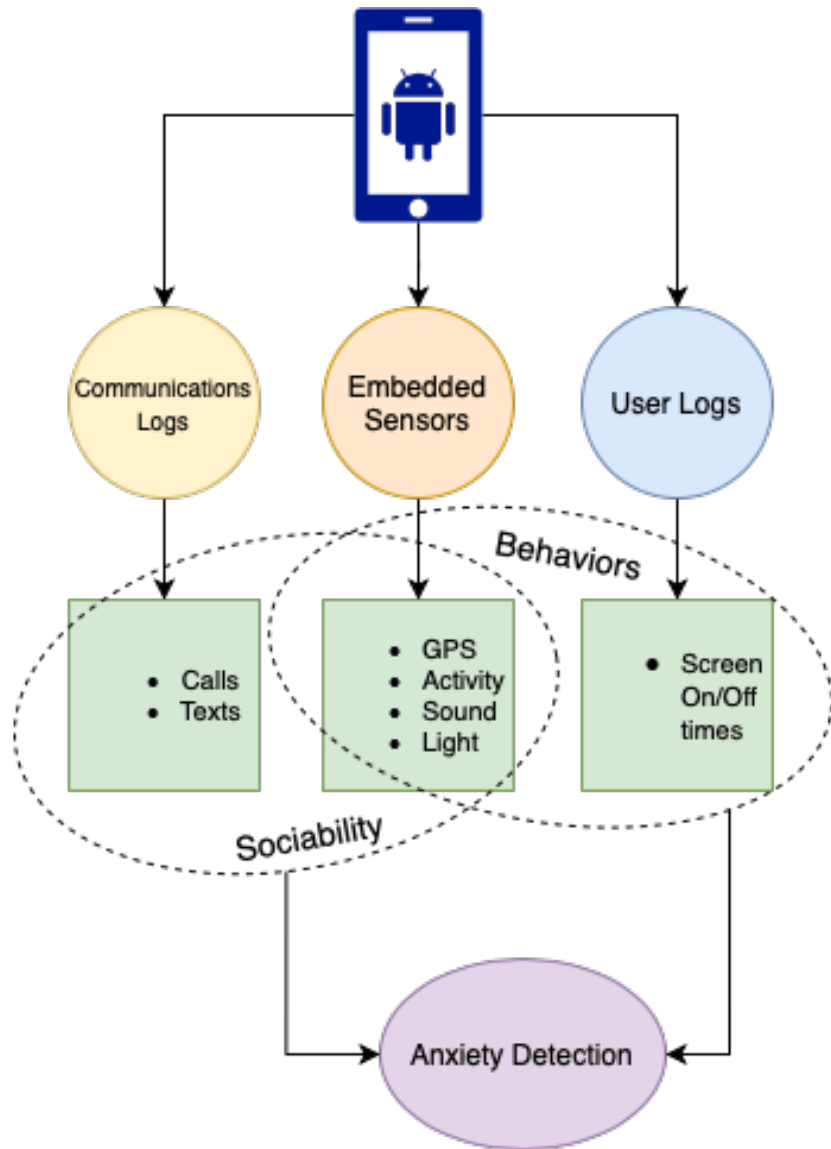 Communications
Logs
Embedded
Sensors
User Logs
Behaviors
• Calls
• Texts
• GPS
• Activity
• Sound
• Light
• Screen
On/Off
times
Sociability
Anxiety Detection